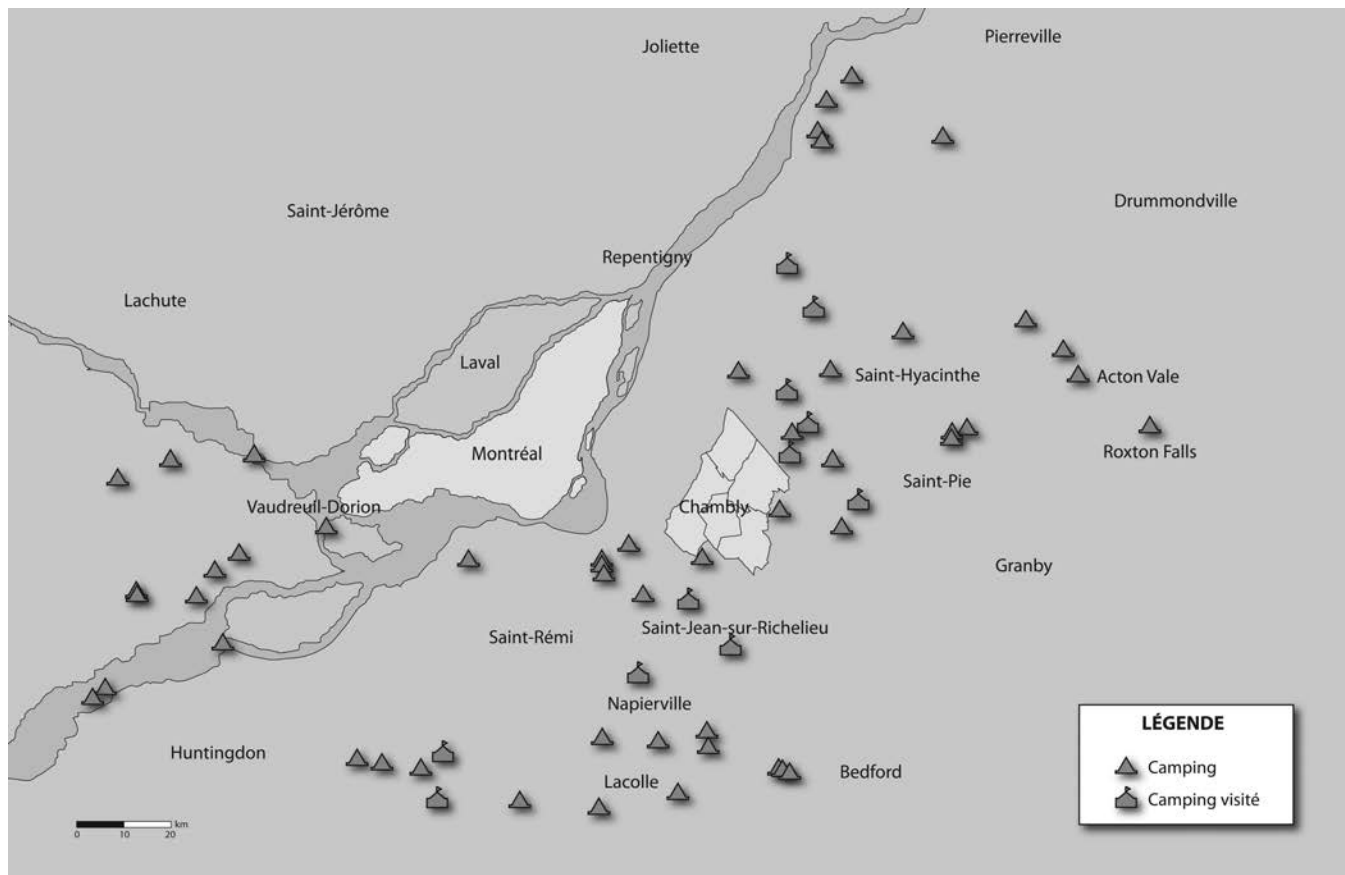 Joliette
Pierreville
Saint-Jérôme
Drummondville
Repentigny
Lachute
Laval
Saint-Hyacinthe
Acton Vale
Montréal
Roxton Falls
Saint-Pie
Vaudreuil-Dorion
Chambly
Granby
Saint-Rémi
Saint-Jean-sur-Richelieu
Napierville
Huntingdon
Lacolle
Bedford
LÉGENDE
Camping
Camping visité
km
0 10 20